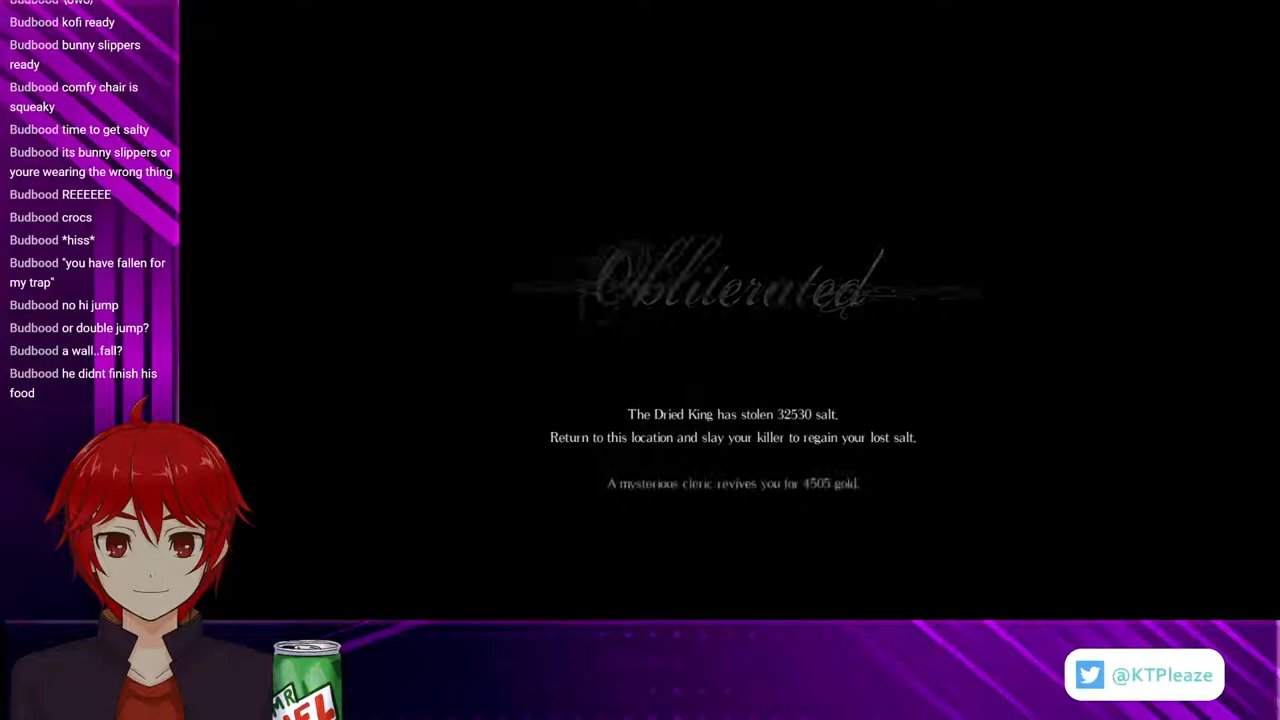 Budbood kofi ready
Budbood bunny slippers
ready
Budbood comfy chair is
squeaky
Budbood time to get salty
Budbood its bunny slippers or
youre wearing the wrong thing
Budbood REEEEEE
Budbood crocs
Budbood *hiss*
Budbood "you have fallen for
my trap"
Budbood no hi jump
Budbood or double jump?
Budbood a wall..fall?
Budbood he didnt finish his
food
Obliterated
The Dried King has stolen 32530 salt.
Return to this location and slay your killer to regain your lost salt.
A mysterious cleric revives you for 4505 gold.
MR
@KTPleaze